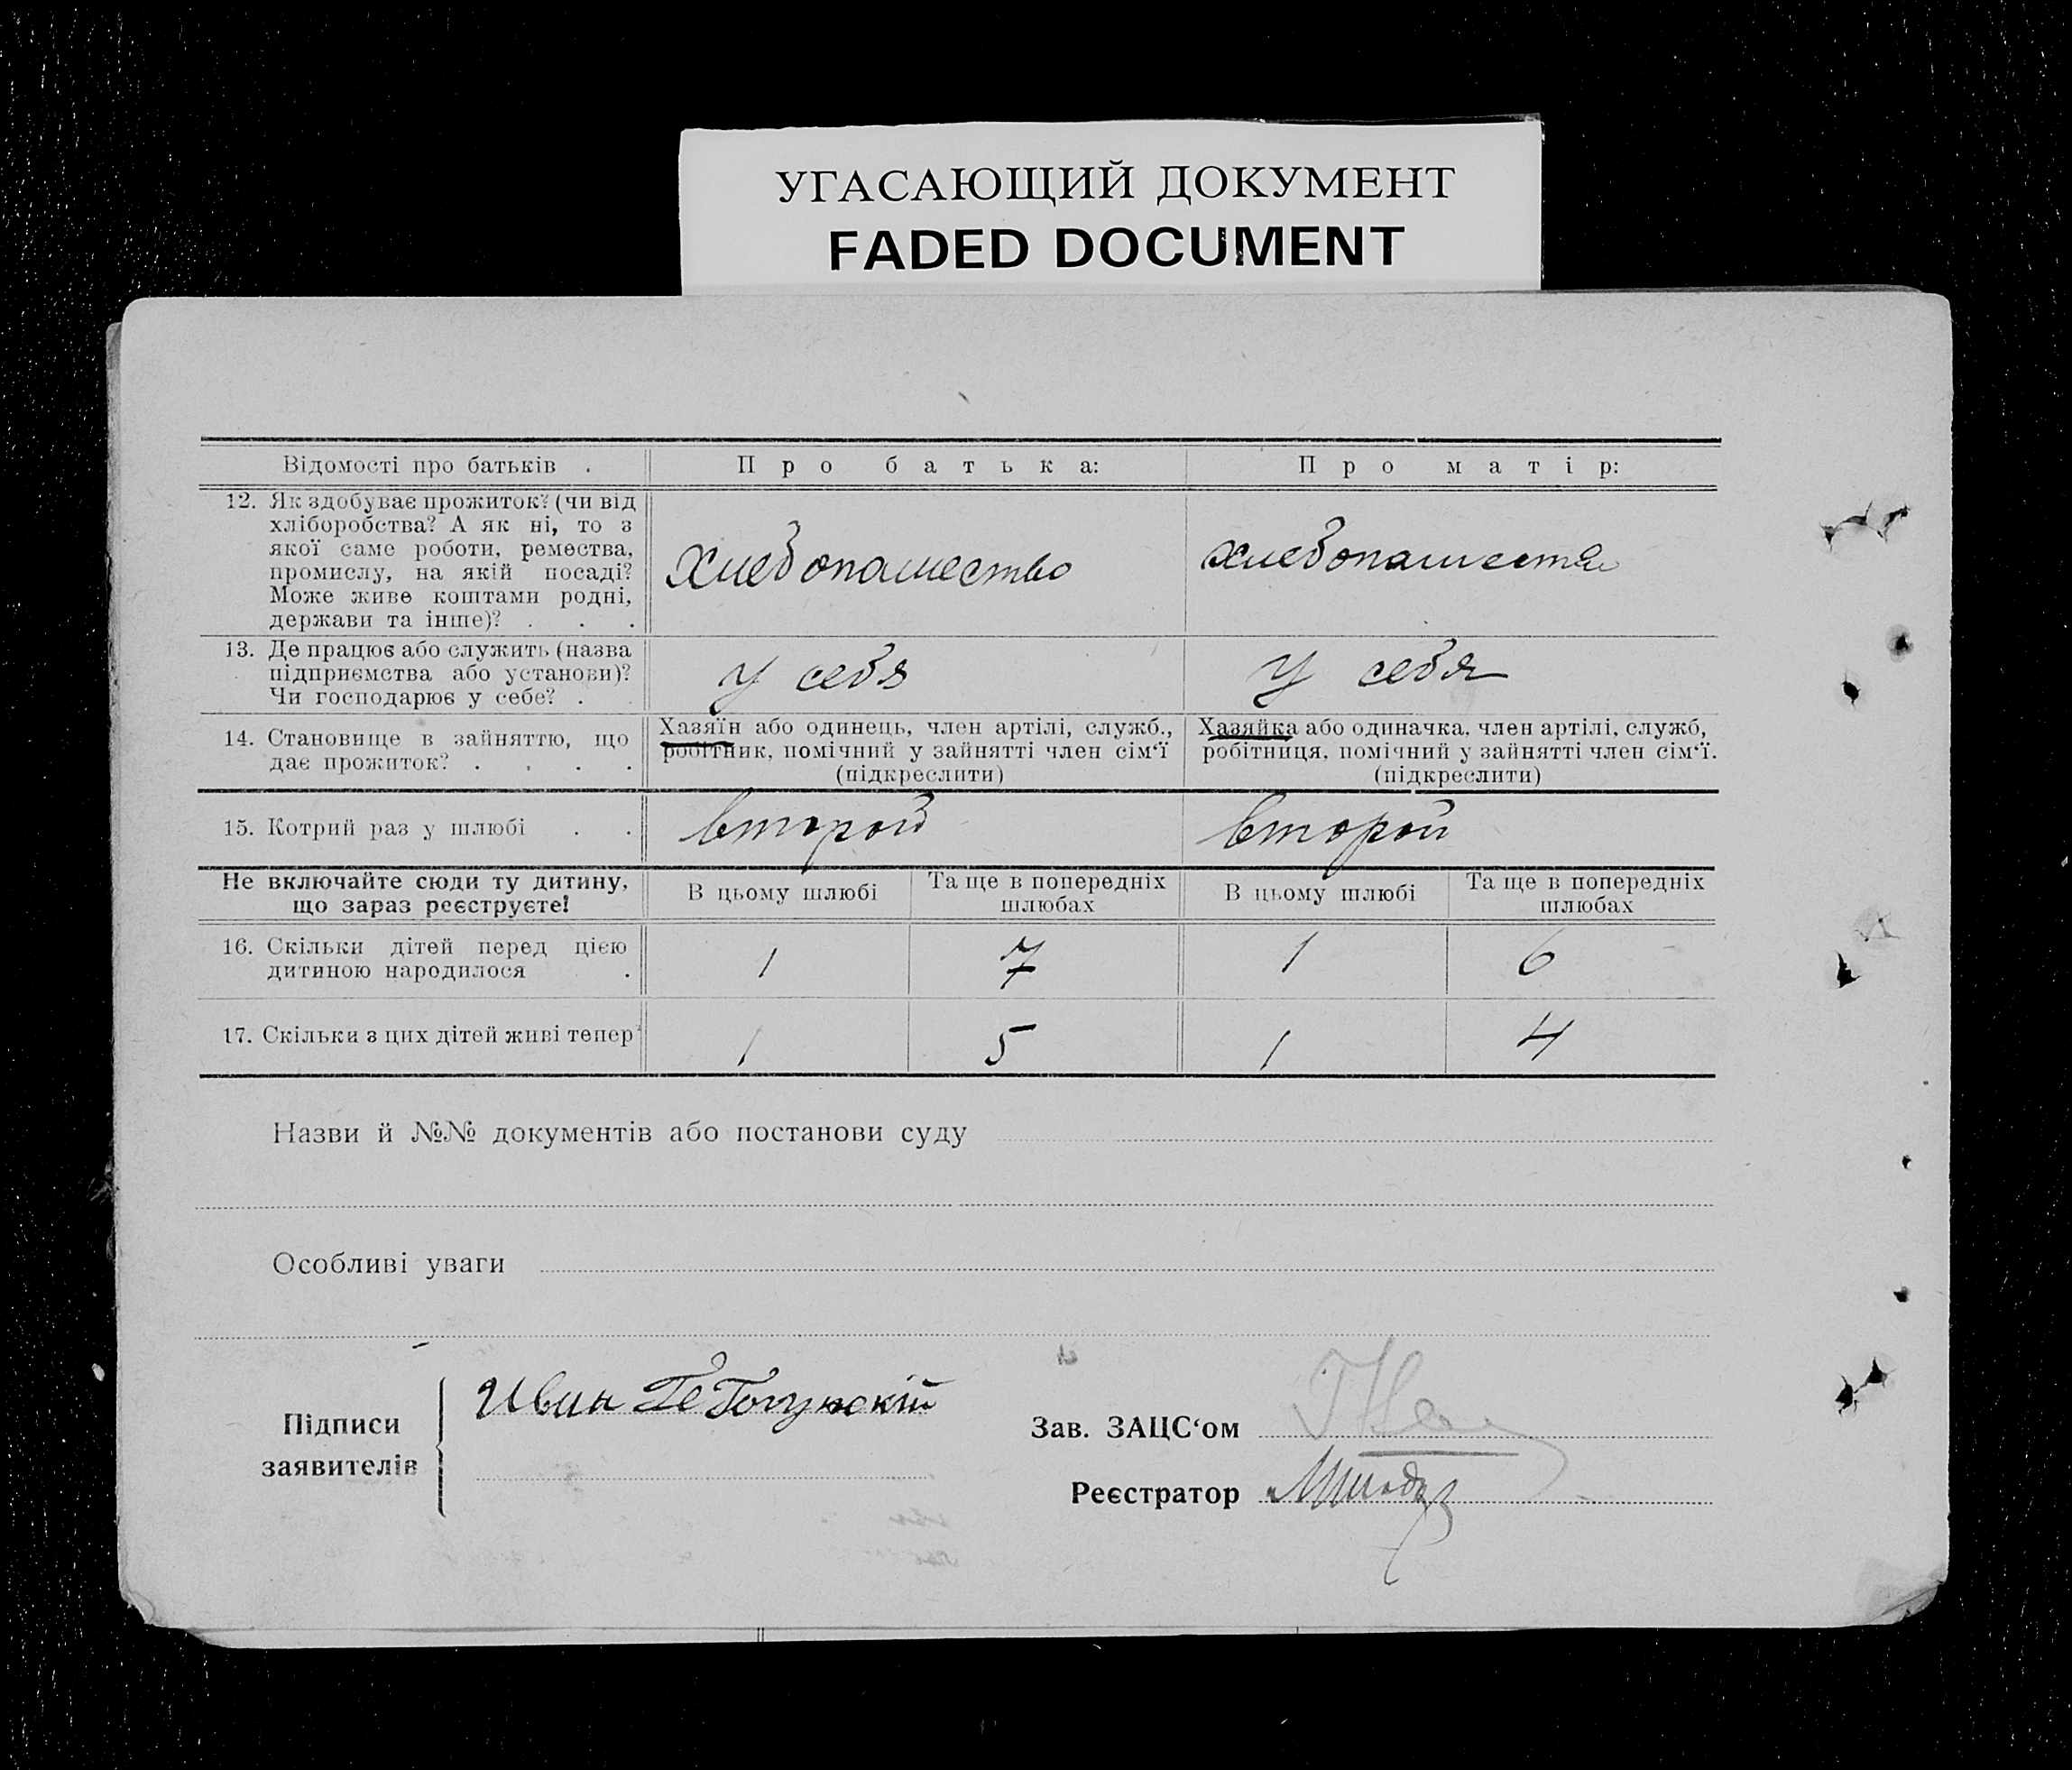 УГАСАЮЩИЙ ДОКУМЕНТ
FADED DOCUMENT
Відомості про батьків .
Про батька:
Про матір:
12. Як здобуває прожиток? (чи від
хліборобства? А як ні, то з
якої саме роботи, ремества,
промислу, на якій посаді?
Може живе коштами родні,
держави та інше)? . . .
хлебопашество
хлебопашество
13. Де працює або служить (назва
підприємства або установи)?
Чи господарює у себе? .
у себя
у себя
14. Становище в зайняттю, що
дає прожиток? . . . .
Хазяїн або одинець, член артілі, служб.,
робітник, помічний у зайнятті член сім‘ї
(підкреслити)
Хазяйка або одиначка, член артілі, служб,
робітниця, помічний у зайнятті член сім‘ї.
(підкреслити)
15. Котрий раз у шлюбі . .
второй
второй
Не включайте сюди ту дитину,
що зараз реєструєте!
В цьому шлюбі
Та ще в попередніх
шлюбах
В цьому шлюбі
Та ще в попередніх
шлюбах
16. Скільки дітей перед цією
дитиною народилося .
1
7
1
6
17. Скільки з цих дітей живі тепер
1
5
1
4
Назви й №№ документів або постанови суду
Особливі уваги
Підписи
заявителів
Иван
Зав. ЗАЦС‘ом
Реєстратор